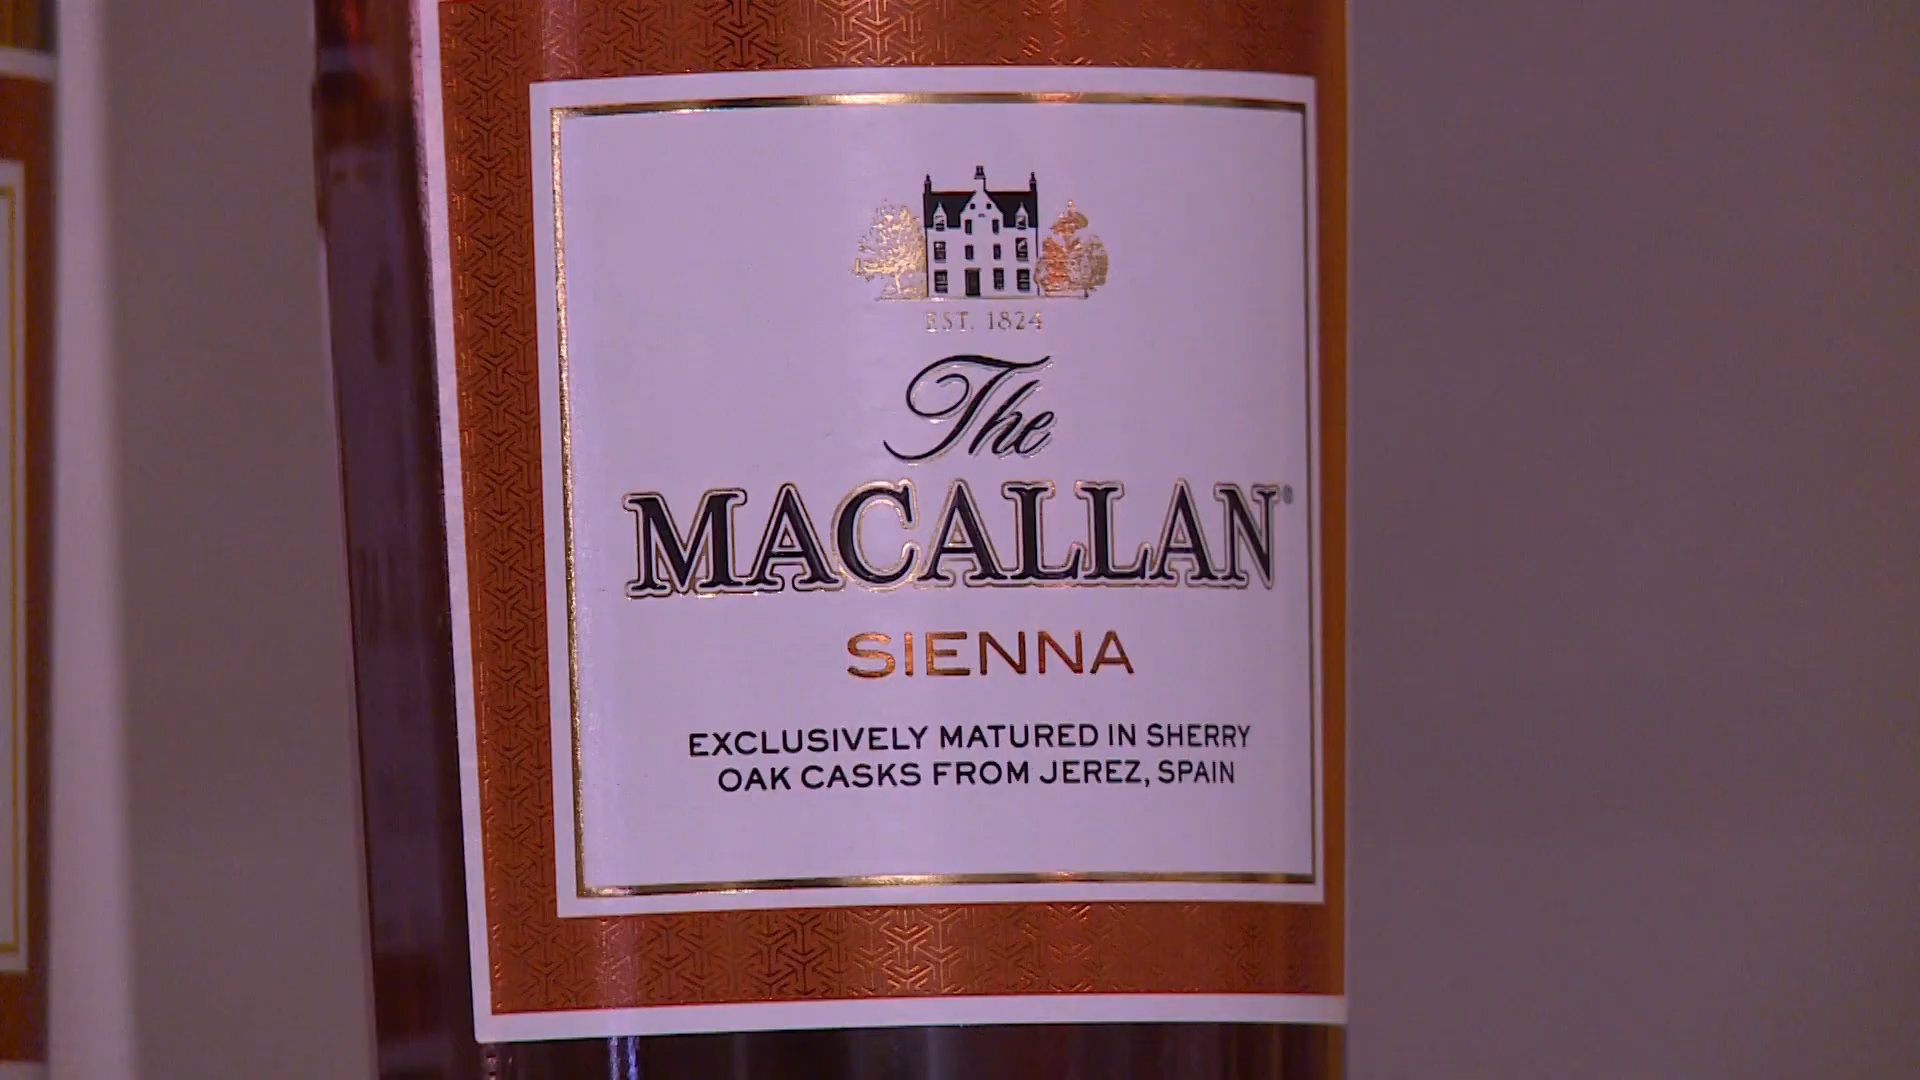 EST. 1824
The
MACALLAN®
SIENNA
EXCLUSIVELY MATURED IN SHERRY
OAK CASKS FROM JEREZ, SPAIN